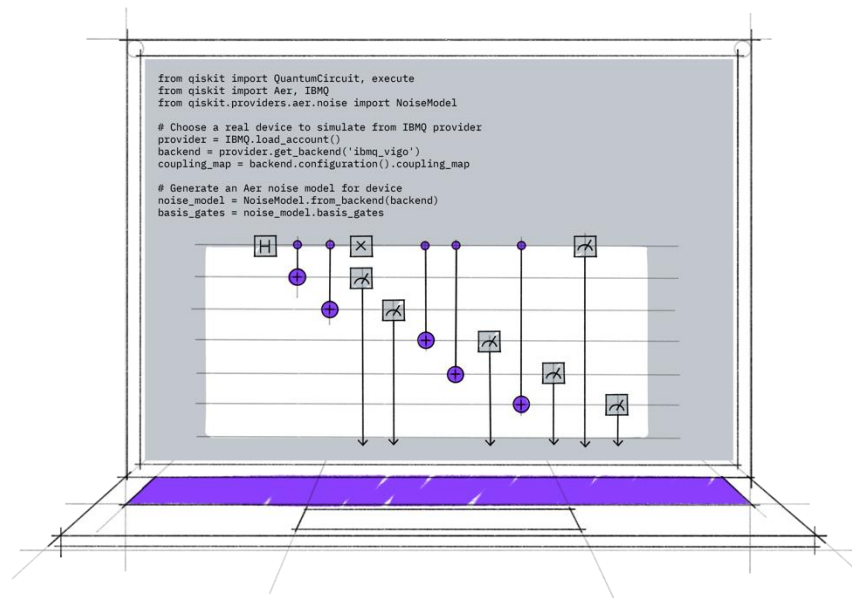 from qiskit import QuantumCircuit, execute
from qiskit import Aer, IBMQ
from qiskit.providers.aer.noise import NoiseModel
# Choose a real device to simulate from IBMQ provider
provider = IBMQ.load_account()
backend = provider.get_backend('ibmq_vigo')
coupling_map = backend.configuration().coupling_map
# Generate an Aer noise model for device
noise_model = NoiseModel.from_backend(backend)
basis_gates = noise_model.basis_gates
H X